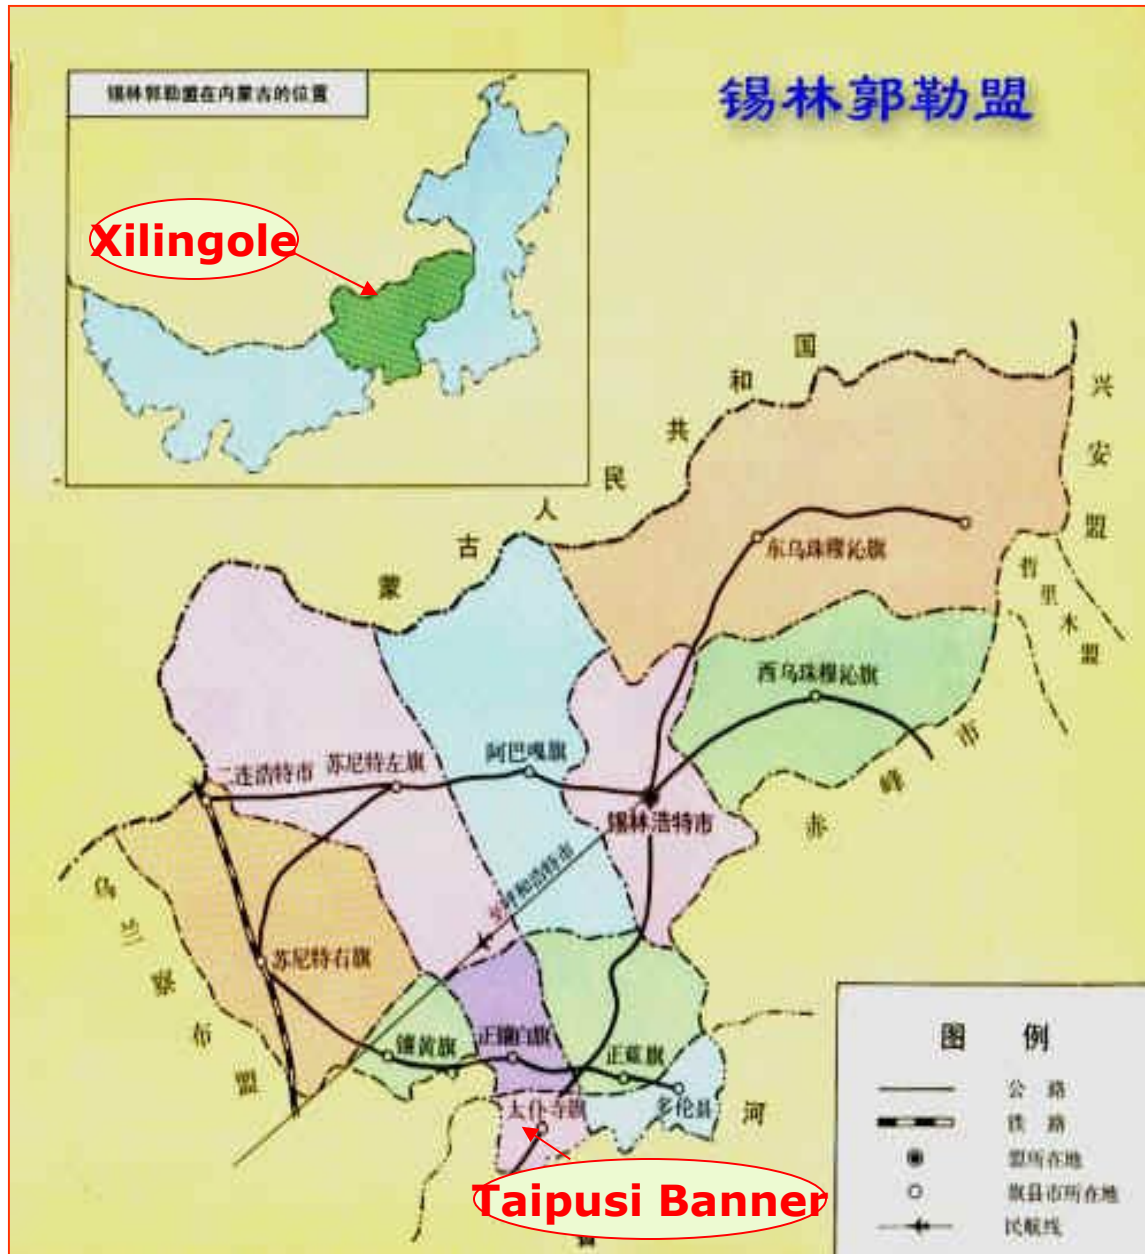 锡林郭勒盟在内蒙古的位置
锡林郭勒盟
Xilingole
蒙古人民共和国
兴安盟
哲里木盟
东乌珠穆沁旗
西乌珠穆沁旗
赤峰市
阿巴嘎旗
苏尼特左旗
二连浩特市
锡林浩特市
至呼和浩特市
乌兰察布盟
苏尼特右旗
镶黄旗
正镶白旗
正蓝旗
多伦县
太仆寺旗
河
Taipusi Banner
图例
公路
铁路
盟所在地
旗县市所在地
民航线